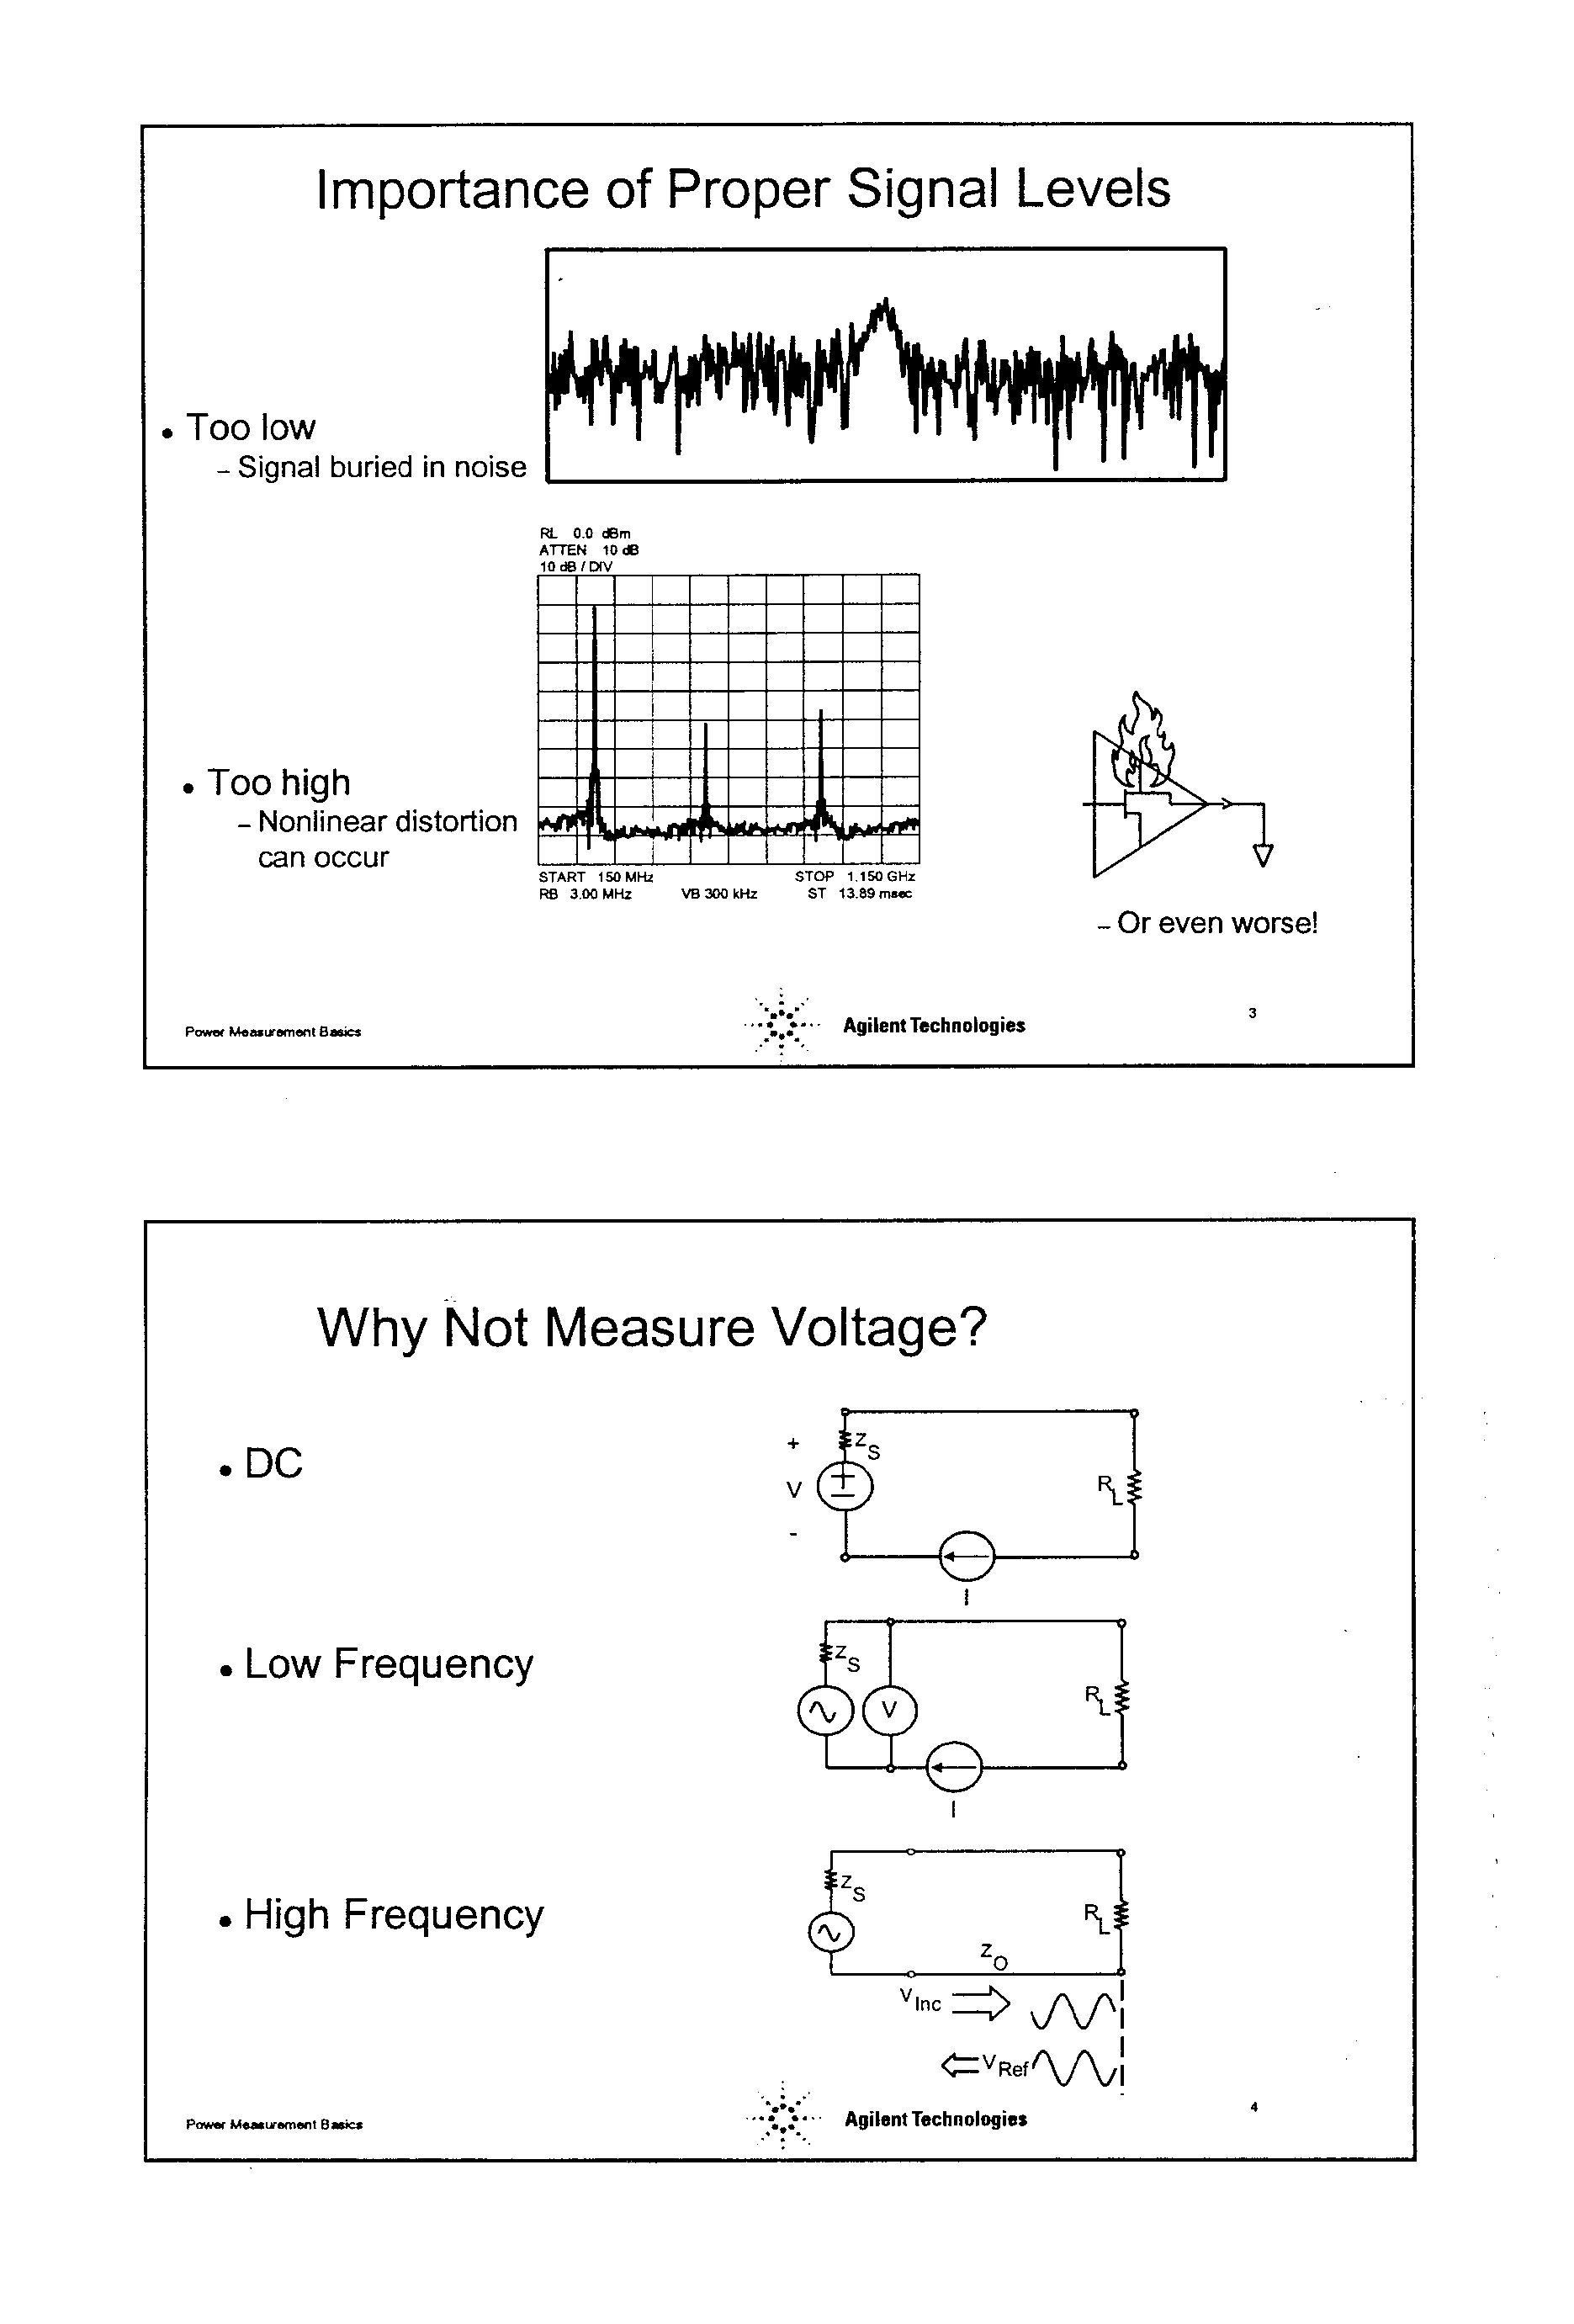 Importance of Proper Signal Levels
• Too low
– Signal buried in noise
RL 0.0 dBm
ATTEN 10 dB
10 dB / DIV
• Too high
– Nonlinear distortion
can occur
START 150 MHz STOP 1.150 GHz
RB 3.00 MHz VB 300 kHz ST 13.89 msec
– Or even worse!
Power Measurement Basics
Agilent Technologies
3
Why Not Measure Voltage?
• DC
+
V
-
ZS
RL
I
• Low Frequency
ZS
V
RL
I
• High Frequency
ZS
RL
ZO
VInc
VRef
Power Measurement Basics
Agilent Technologies
4